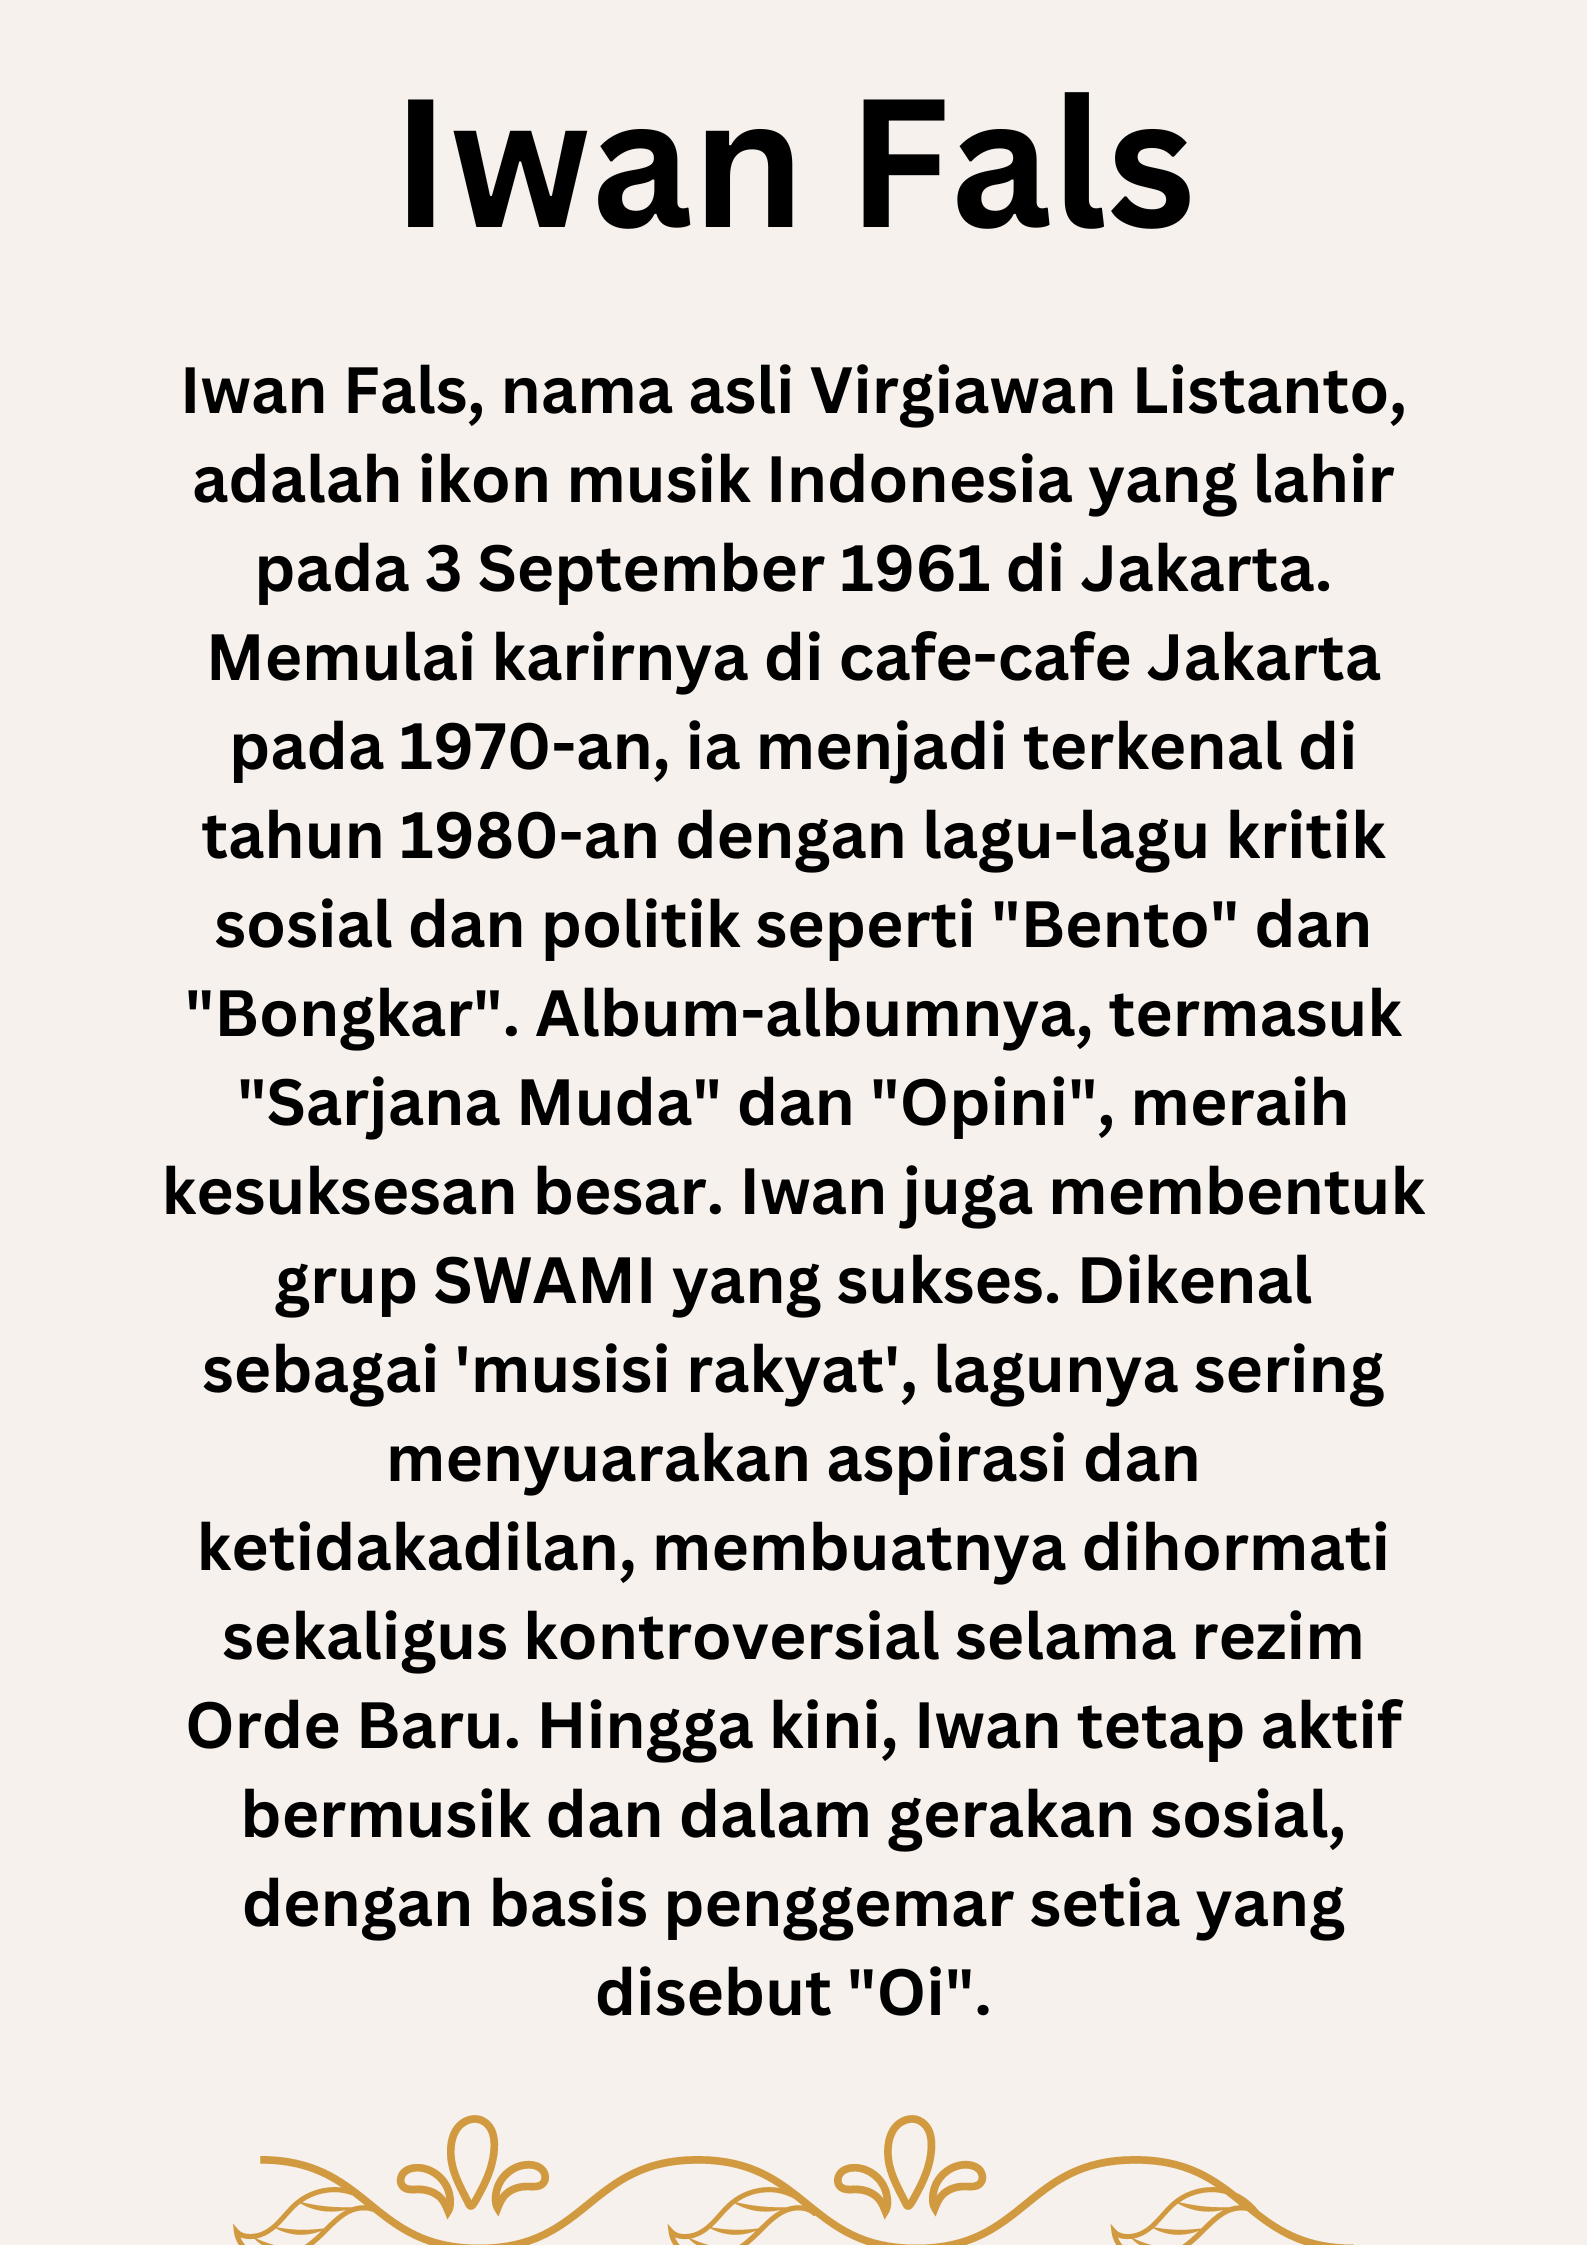 Iwan Fals
Iwan Fals, nama asli Virgiawan Listanto,
adalah ikon musik Indonesia yang lahir
pada 3 September 1961 di Jakarta.
Memulai karirnya di cafe-cafe Jakarta
pada 1970-an, ia menjadi terkenal di
tahun 1980-an dengan lagu-lagu kritik
sosial dan politik seperti "Bento" dan
"Bongkar". Album-albumnya, termasuk
"Sarjana Muda" dan "Opini", meraih
kesuksesan besar. Iwan juga membentuk
grup SWAMI yang sukses. Dikenal
sebagai 'musisi rakyat', lagunya sering
menyuarakan aspirasi dan
ketidakadilan, membuatnya dihormati
sekaligus kontroversial selama rezim
Orde Baru. Hingga kini, Iwan tetap aktif
bermusik dan dalam gerakan sosial,
dengan basis penggemar setia yang
disebut "Oi".